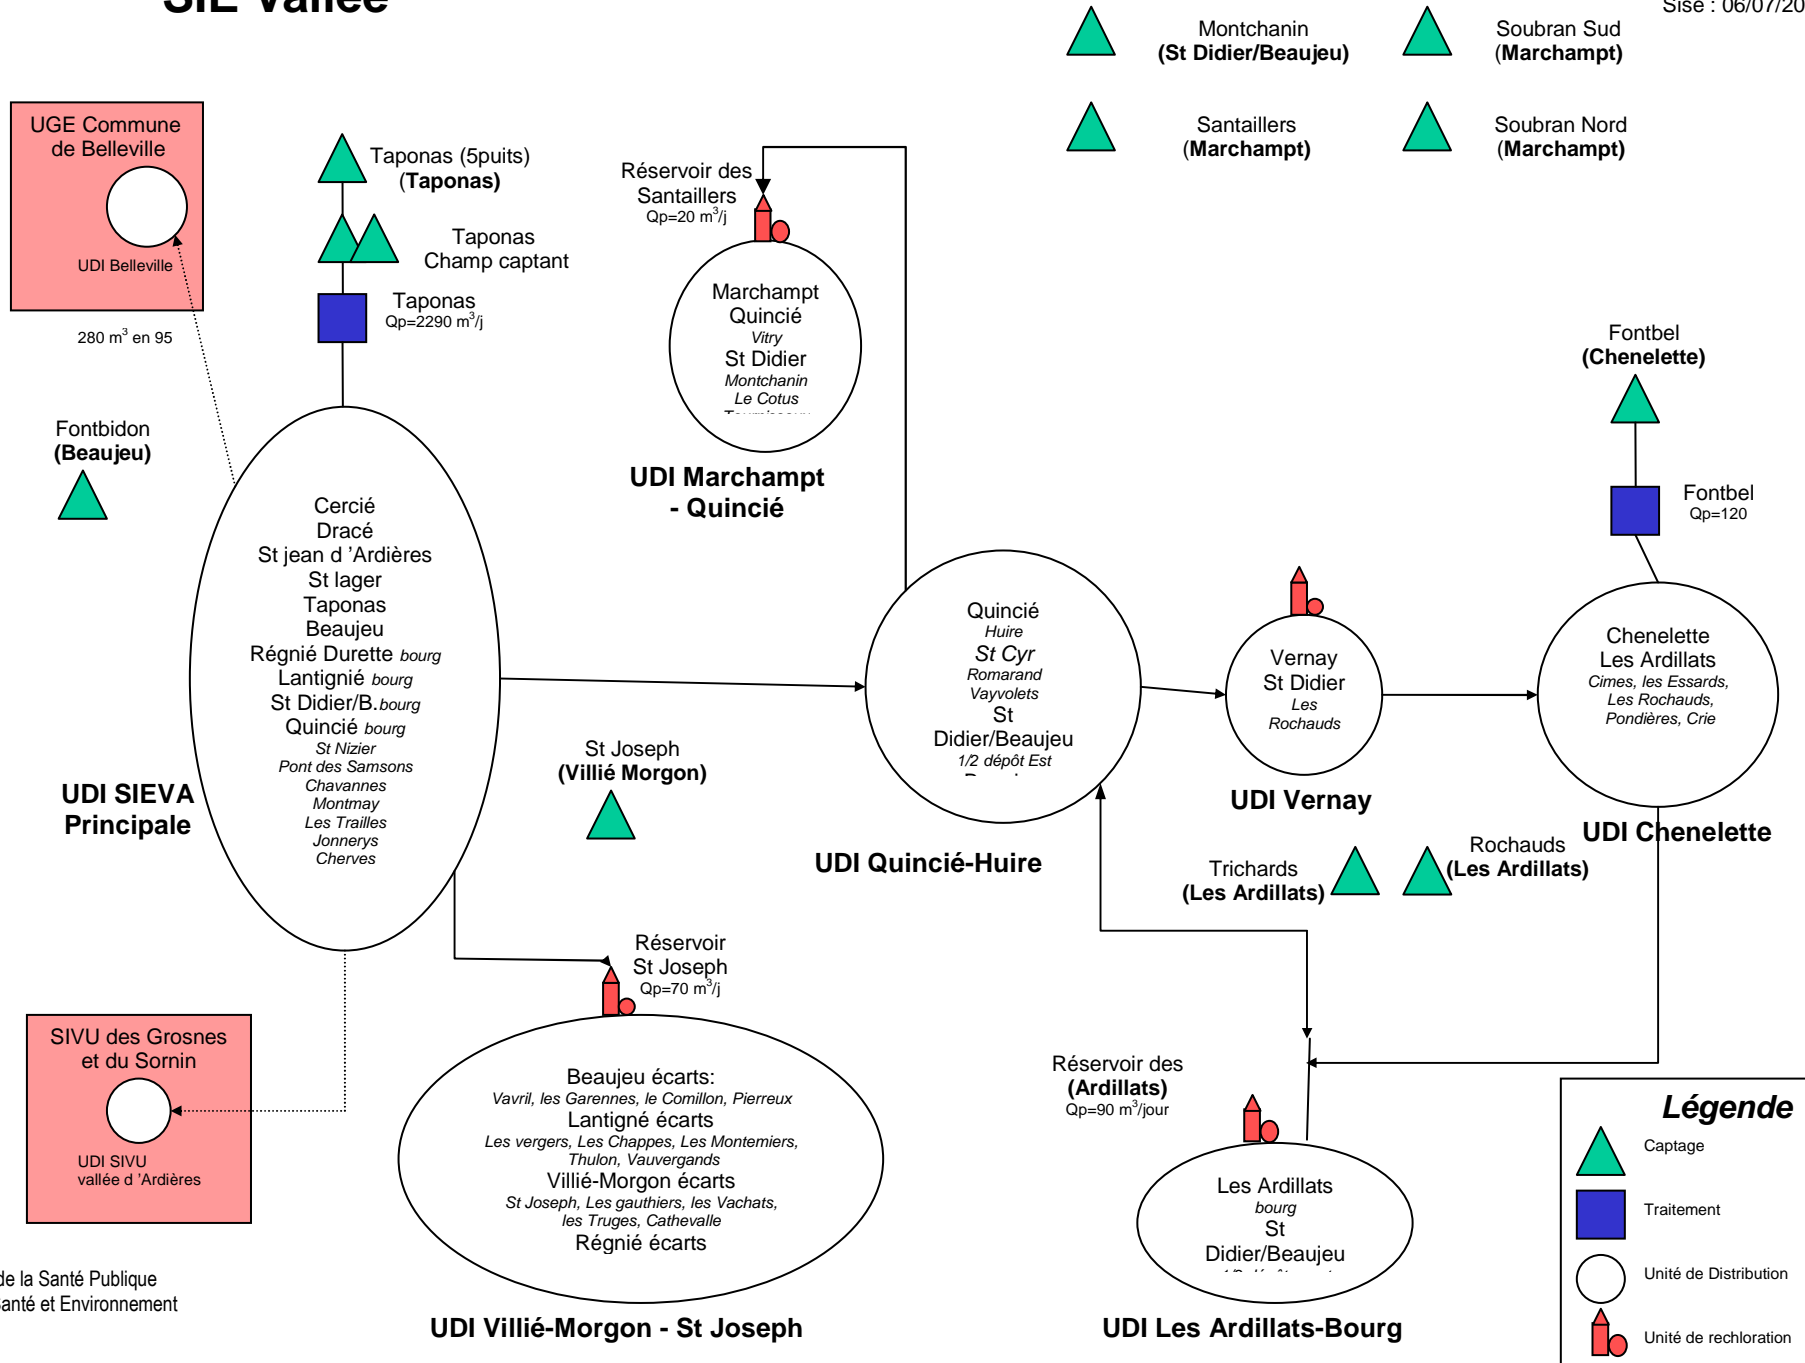 SIE Vallée
Sise : 06/07/20
Montchanin
(St Didier/Beaujeu)
Soubran Sud
(Marchampt)
Santaillers
(Marchampt)
Soubran Nord
(Marchampt)
UGE Commune
de Belleville
UDI Belleville
280 m³ en 95
Taponas (5puits)
(Taponas)
Taponas
Champ captant
Taponas
Qp=2290 m³/j
Réservoir des
Santaillers
Qp=20 m³/j
Marchampt
Quincié
Vitry
St Didier
Montchanin
Le Cotus
UDI Marchampt
- Quincié
Fontbel
(Chenelette)
Fontbel
Qp=120
Fontbidon
(Beaujeu)
Cercié
Dracé
St jean d 'Ardières
St lager
Taponas
Beaujeu
Régnié Durette bourg
Lantignié bourg
St Didier/B.bourg
Quincié bourg
St Nizier
Pont des Samsons
Chavannes
Montmay
Les Trailles
Jonnerys
Cherves
UDI SIEVA
Principale
St Joseph
(Villié Morgon)
Quincié
Huire
St Cyr
Romarand
Vayvolets
St
Didier/Beaujeu
1/2 dépôt Est
UDI Quincié-Huire
Vernay
St Didier
Les
Rochauds
UDI Vernay
Chenelette
Les Ardillats
Cimes, les Essards,
Les Rochauds,
Pondières, Crie
UDI Chenelette
Trichards
(Les Ardillats)
Rochauds
(Les Ardillats)
Réservoir
St Joseph
Qp=70 m³/j
SIVU des Grosnes
et du Sornin
UDI SIVU
vallée d 'Ardières
Beaujeu écarts:
Vavril, les Garennes, le Comillon, Pierreux
Lantigné écarts
Les vergers, Les Chappes, Les Montemiers,
Thulon, Vauvergands
Villié-Morgon écarts
St Joseph, Les gauthiers, les Vachats,
les Truges, Cathevalle
Régnié écarts
UDI Villié-Morgon - St Joseph
Réservoir des
(Ardillats)
Qp=90 m³/jour
Les Ardillats
bourg
St
Didier/Beaujeu
UDI Les Ardillats-Bourg
Légende
Captage
Traitement
Unité de Distribution
Unité de rechloration
de la Santé Publique
Santé et Environnement